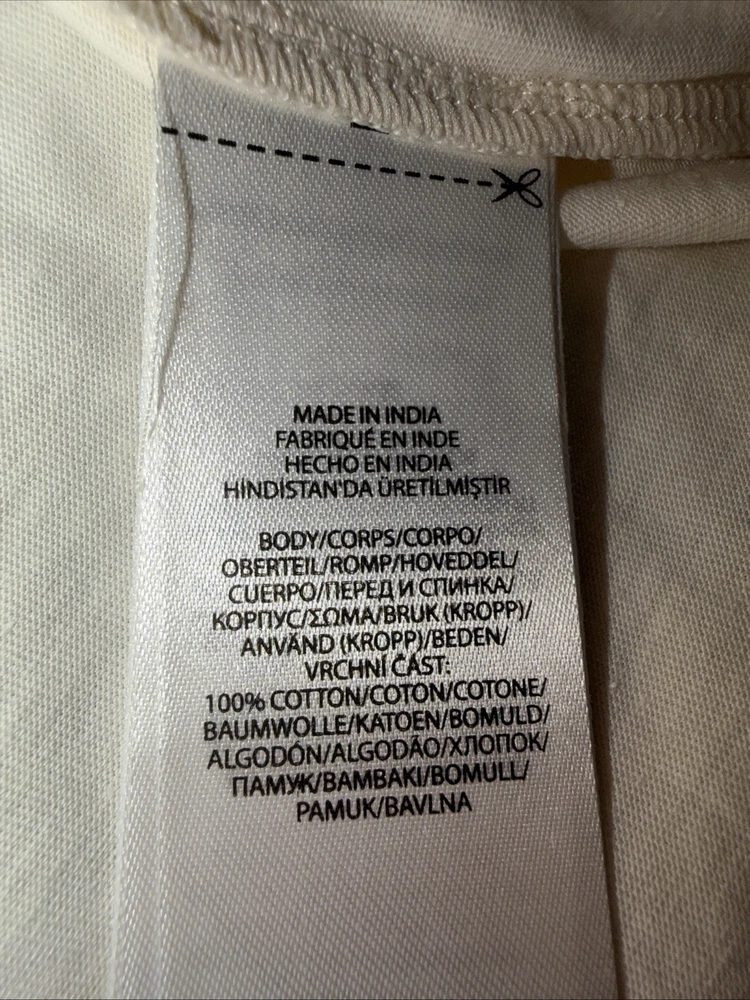 MADE IN INDIA
FABRIQUÉ EN INDE
HECHO EN INDIA
HİNDİSTAN'DA ÜRETİLMİŞTİR
BODY/CORPS/CORPO/
OBERTEIL/ROMP/HOVEDDEL/
CUERPO/ПЕРЕД И СПИНКА/
КОРПУС/ΣΩΜΑ/BRUK (KROPP)/
ANVÄND (KROPP)/BEDEN/
VRCHNÍ ČÁST:
100% COTTON/COTON/COTONE/
BAUMWOLLE/KATOEN/BOMULD/
ALGODÓN/ALGODÃO/ХЛОПОК/
ПАМУК/ΒΑΜΒΑΚΙ/BOMULL/
PAMUK/BAVLNA